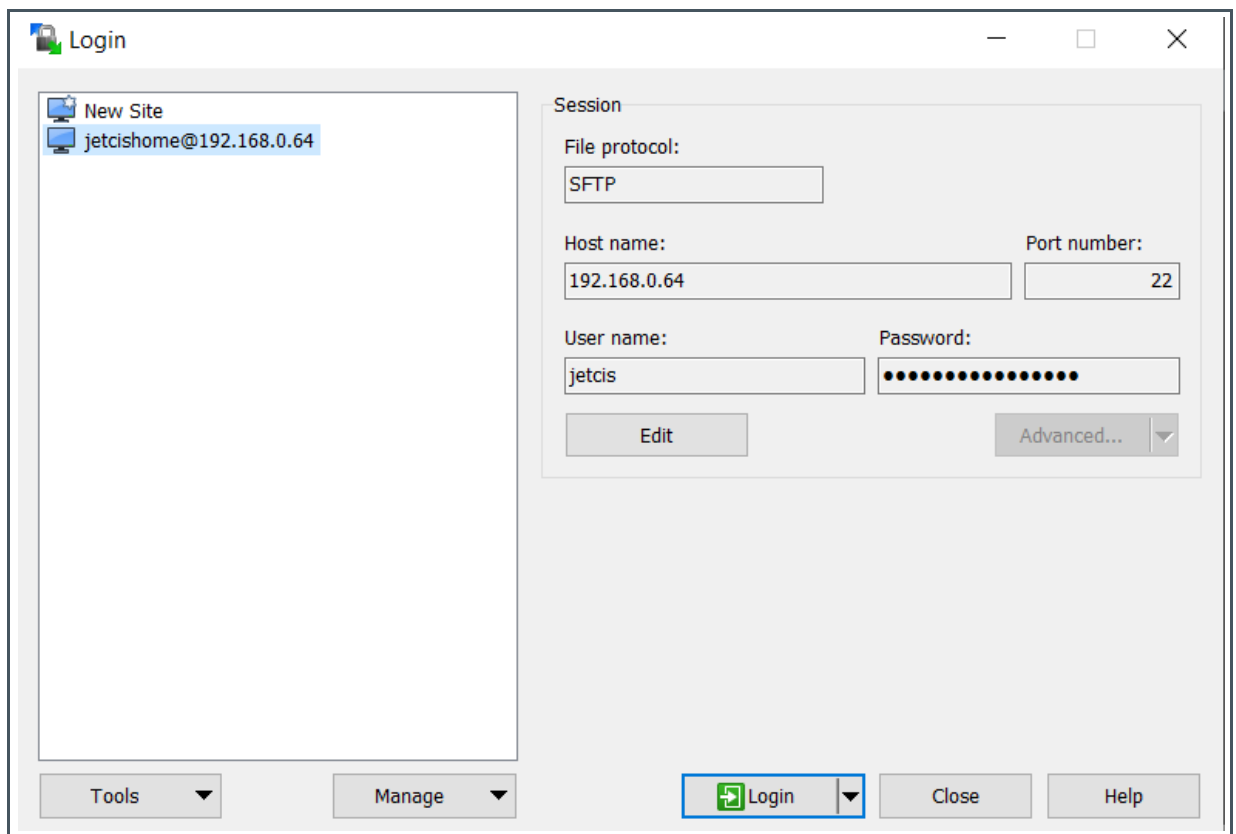 Login
New Site
jetcishome@192.168.0.64
Session
File protocol:
SFTP
Host name:
Port number:
192.168.0.64
22
User name:
Password:
jetcis
••••••••••••••••
Edit
Advanced...
Tools
Manage
Login
Close
Help